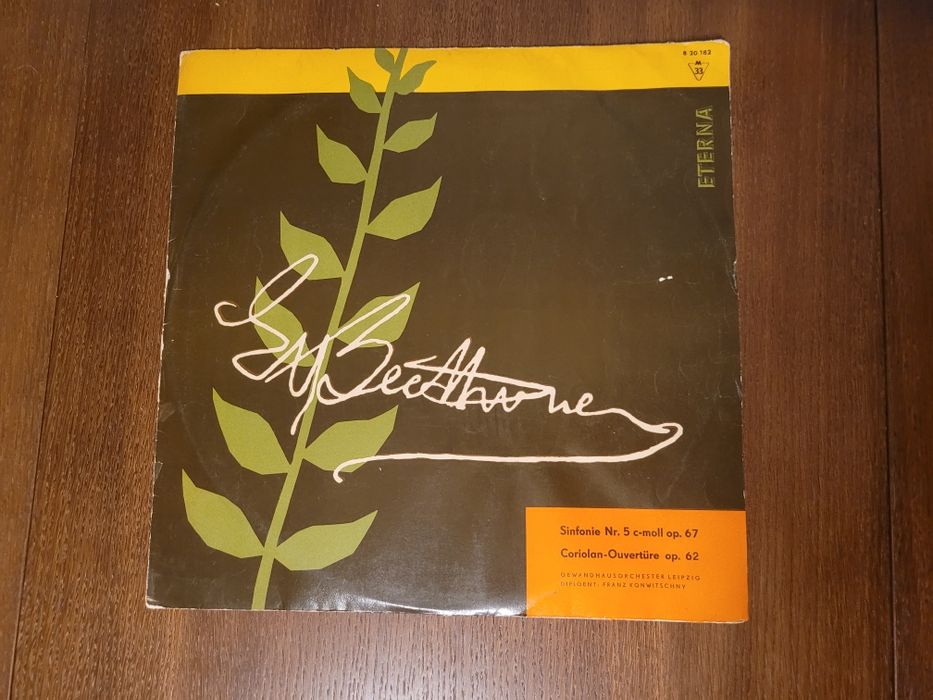 8 20 182
M
33
ETERNA
LvBeethoven
Sinfonie Nr. 5 c-moll op. 67
Coriolan-Ouvertüre op. 62
GEWANDHAUSORCHESTER LEIPZIG
DIRIGENT: FRANZ KONWITSCHNY